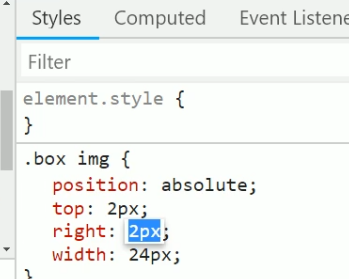 Styles Computed Event Listene
Filter
element.style {
}
.box img {
position: absolute;
top: 2px;
right: 2px;
width: 24px;
}